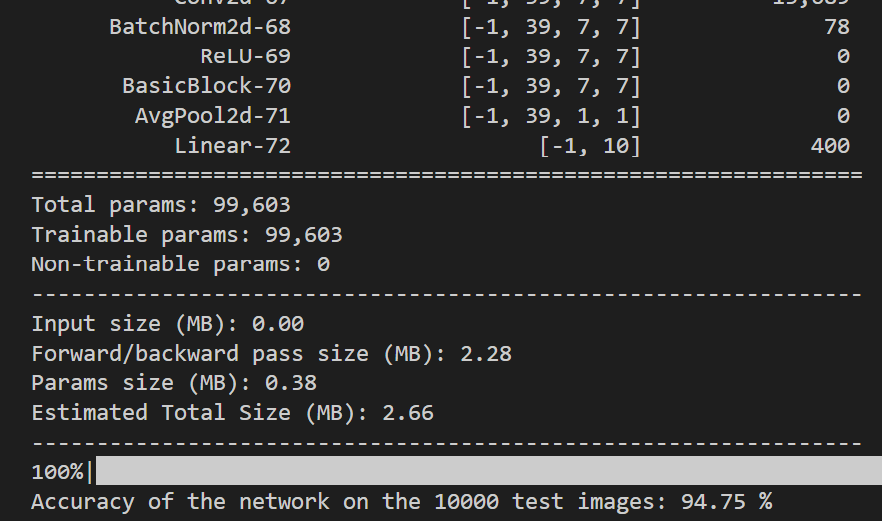 BatchNorm2d-68 [-1, 39, 7, 7] 78
ReLU-69 [-1, 39, 7, 7] 0
BasicBlock-70 [-1, 39, 7, 7] 0
AvgPool2d-71 [-1, 39, 1, 1] 0
Linear-72 [-1, 10] 400
================================================================
Total params: 99,603
Trainable params: 99,603
Non-trainable params: 0
----------------------------------------------------------------
Input size (MB): 0.00
Forward/backward pass size (MB): 2.28
Params size (MB): 0.38
Estimated Total Size (MB): 2.66
----------------------------------------------------------------
100%|
Accuracy of the network on the 10000 test images: 94.75 %